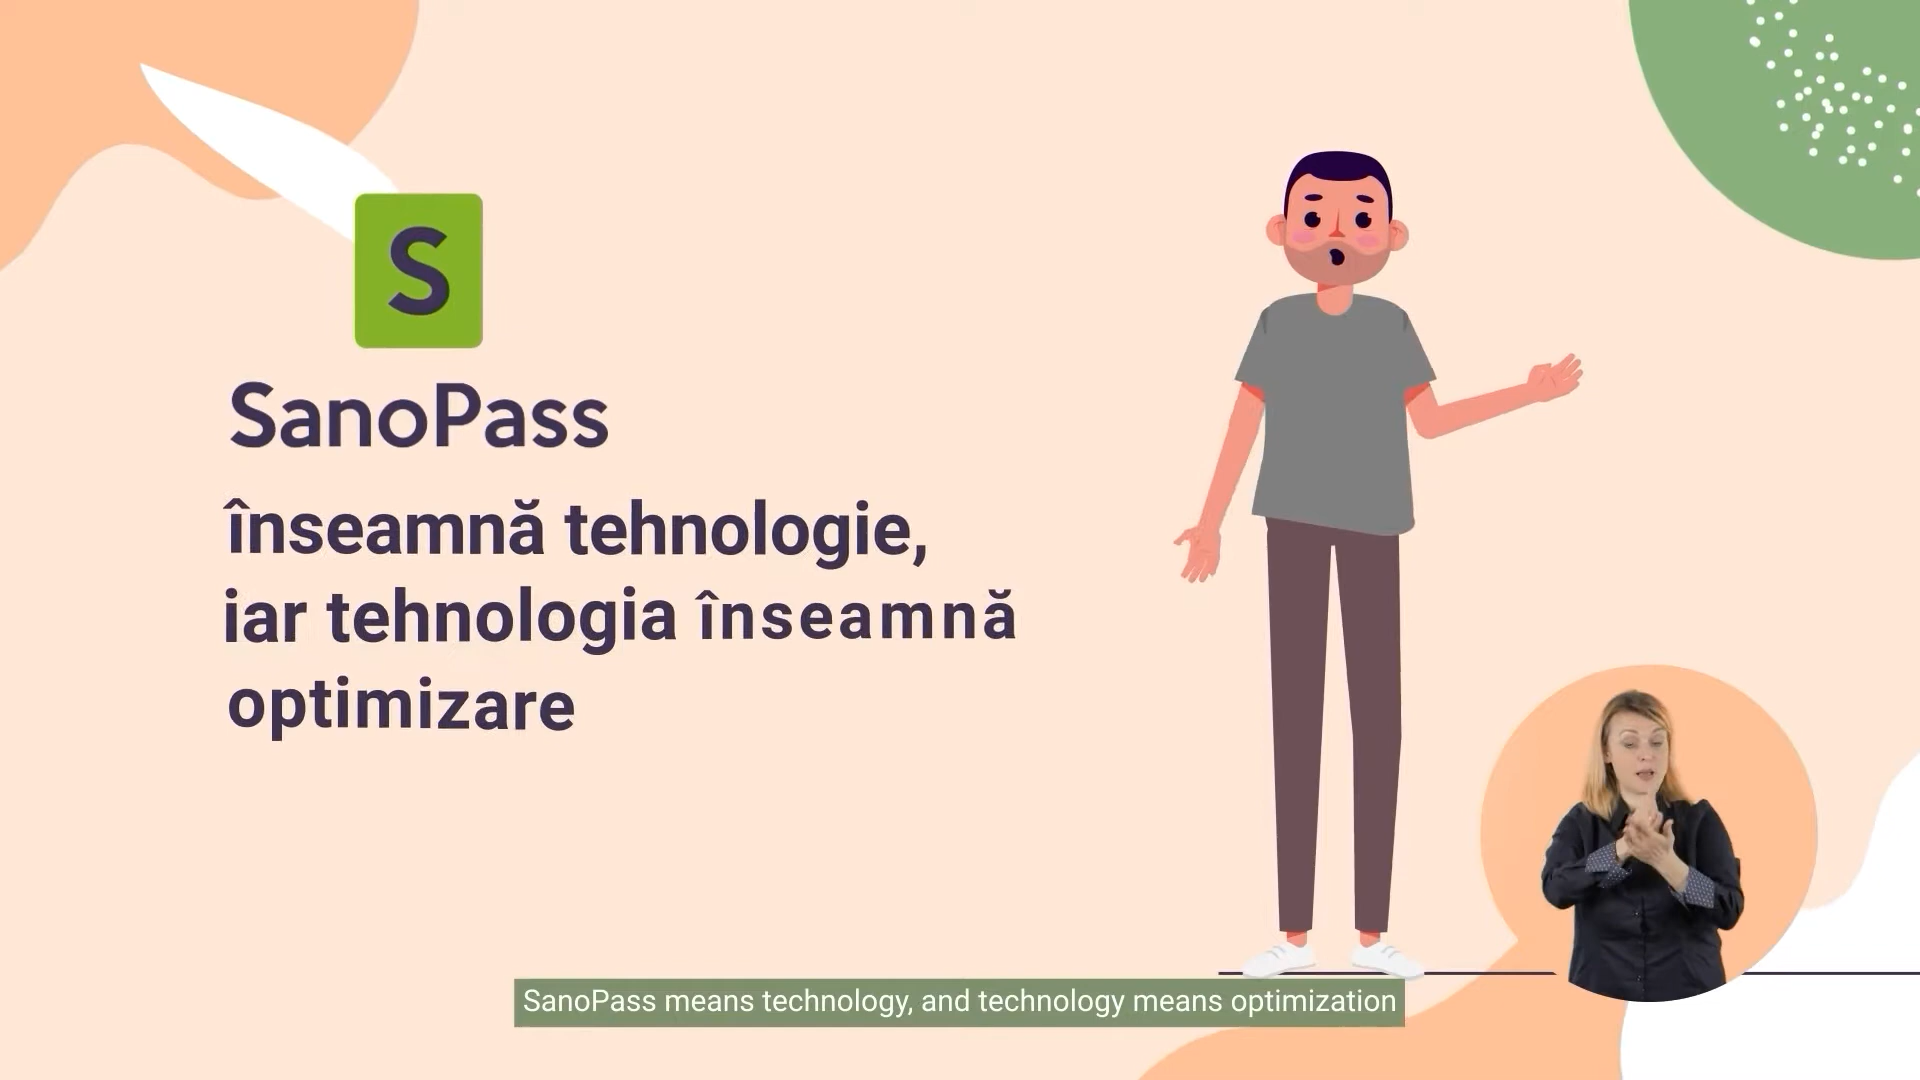 S
SanoPass
înseamnă tehnologie,
iar tehnologia înseamnă
optimizare
SanoPass means technology, and technology means optimization